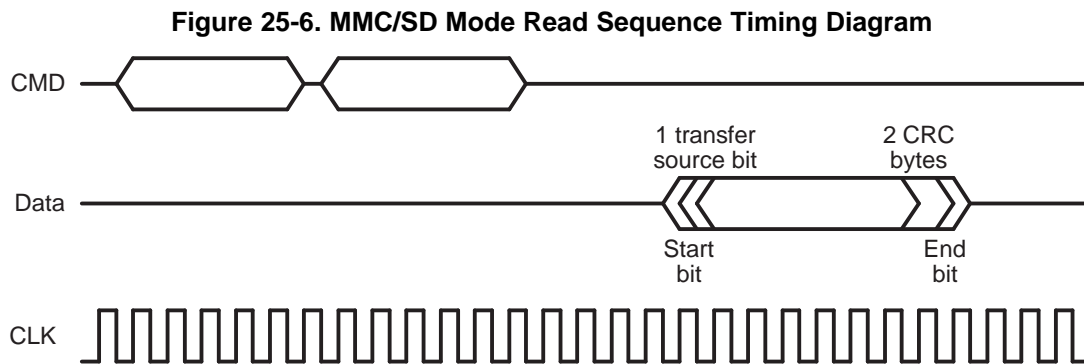 Figure 25-6. MMC/SD Mode Read Sequence Timing Diagram
CMD
1 transfer
source bit
2 CRC
bytes
Data
Start
bit
End
bit
CLK